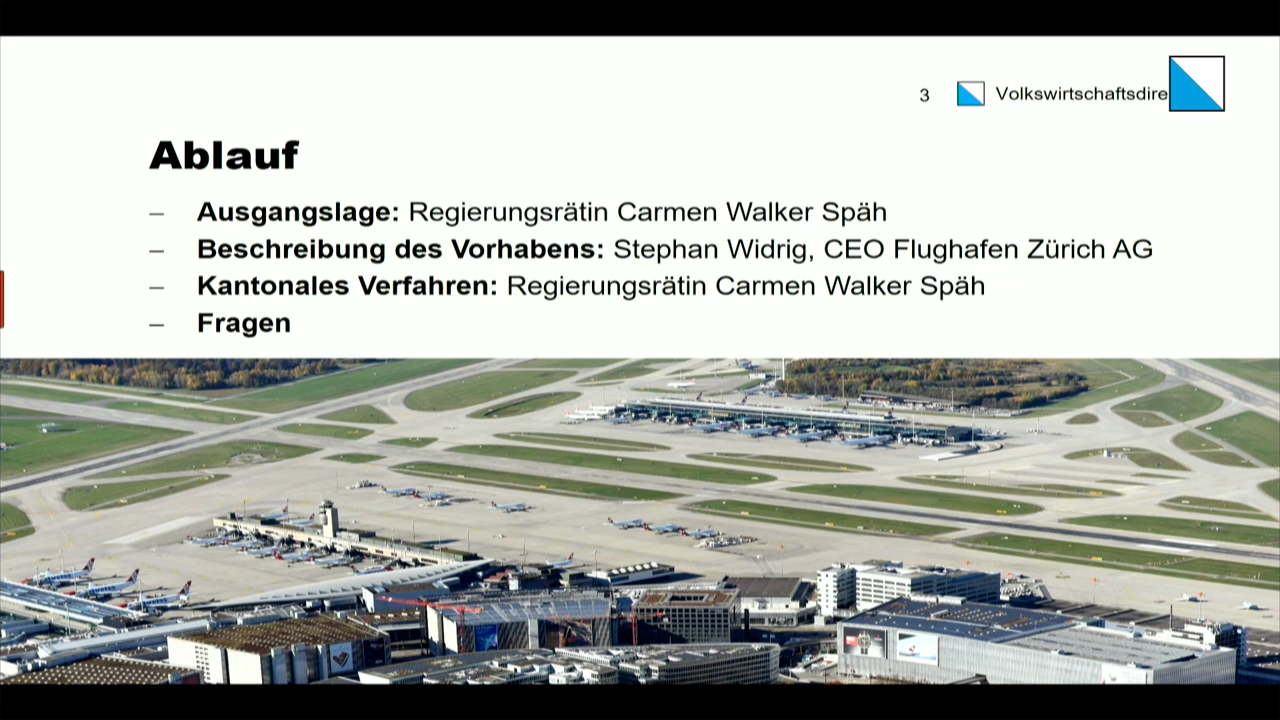 3 Volkswirtschaftsdire
Ablauf
– Ausgangslage: Regierungsrätin Carmen Walker Späh
– Beschreibung des Vorhabens: Stephan Widrig, CEO Flughafen Zürich AG
– Kantonales Verfahren: Regierungsrätin Carmen Walker Späh
– Fragen